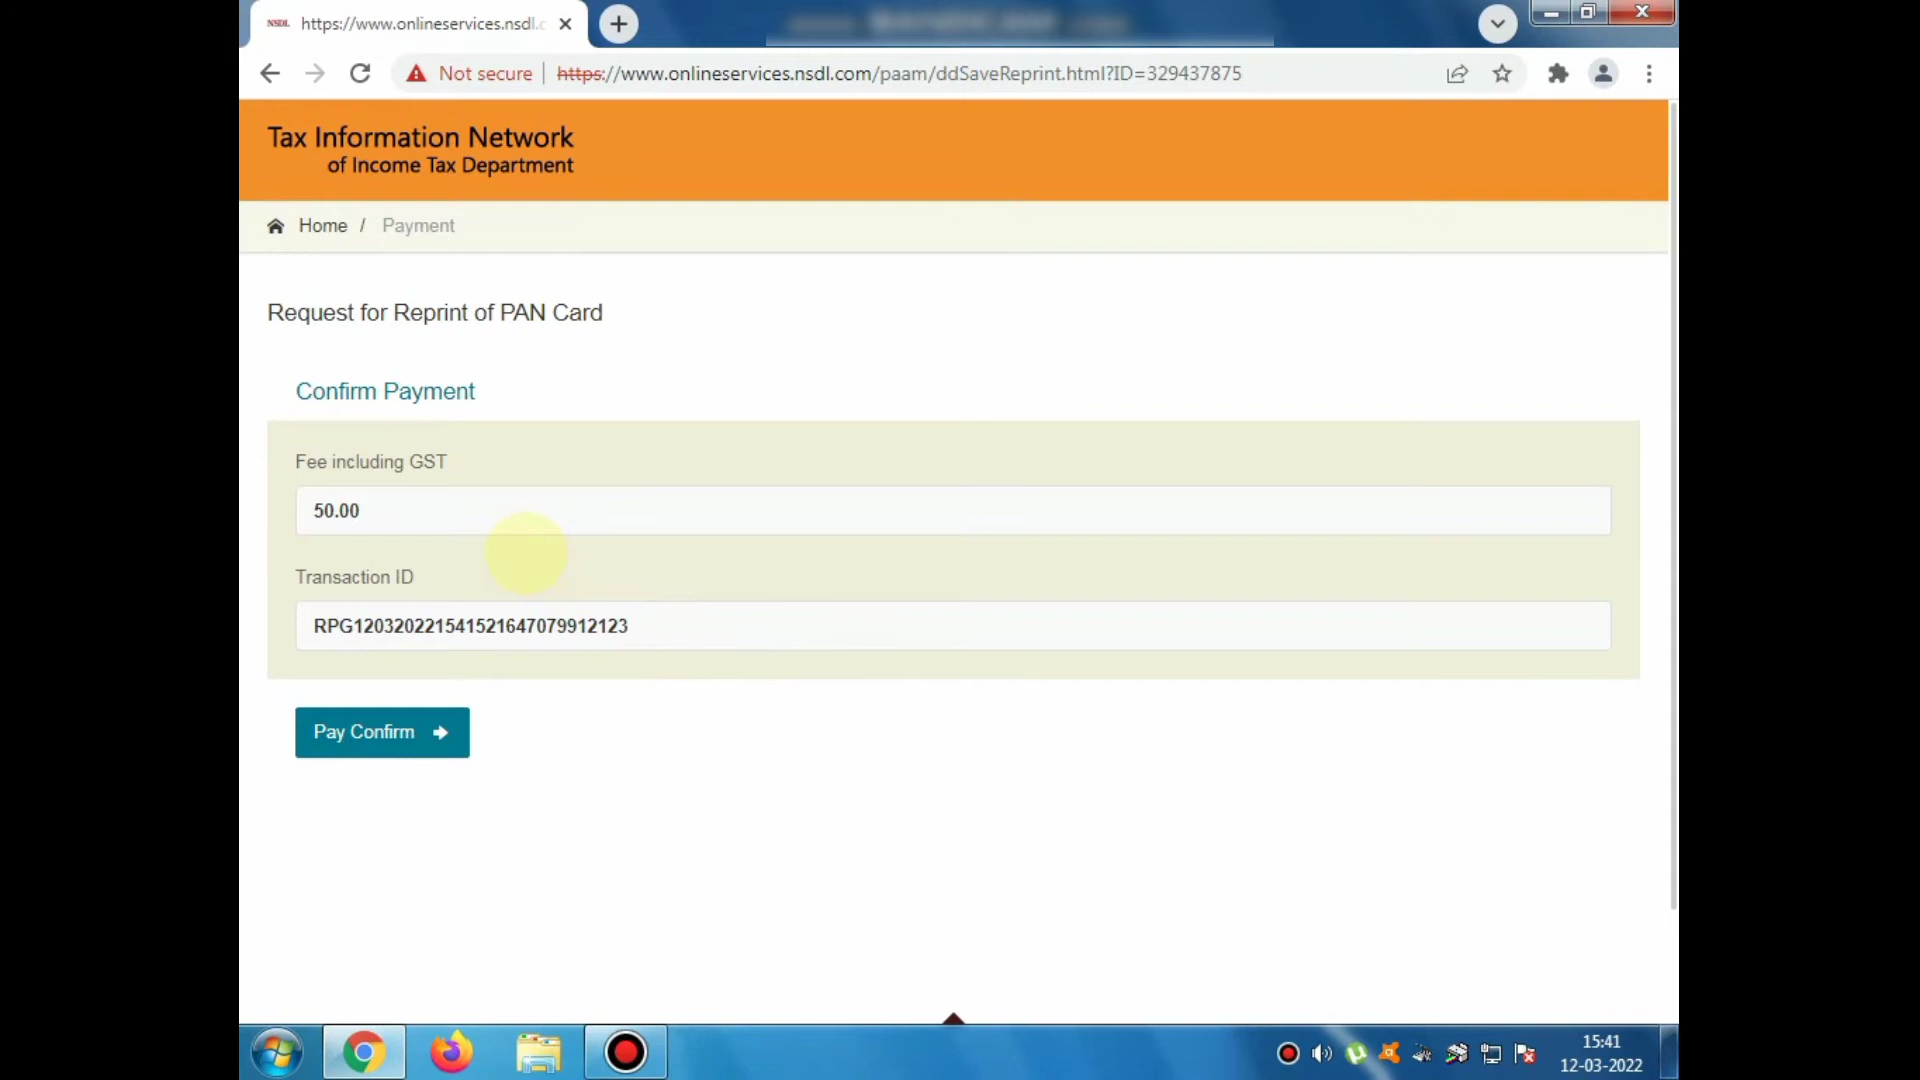 NSDL https://www.onlineservices.nsdl.c
Not secure https://www.onlineservices.nsdl.com/paam/ddSaveReprint.html?ID=329437875
Tax Information Network
of Income Tax Department
Home / Payment
Request for Reprint of PAN Card
Confirm Payment
Fee including GST
50.00
Transaction ID
RPG120320221541521647079912123
Pay Confirm
15:41
12-03-2022